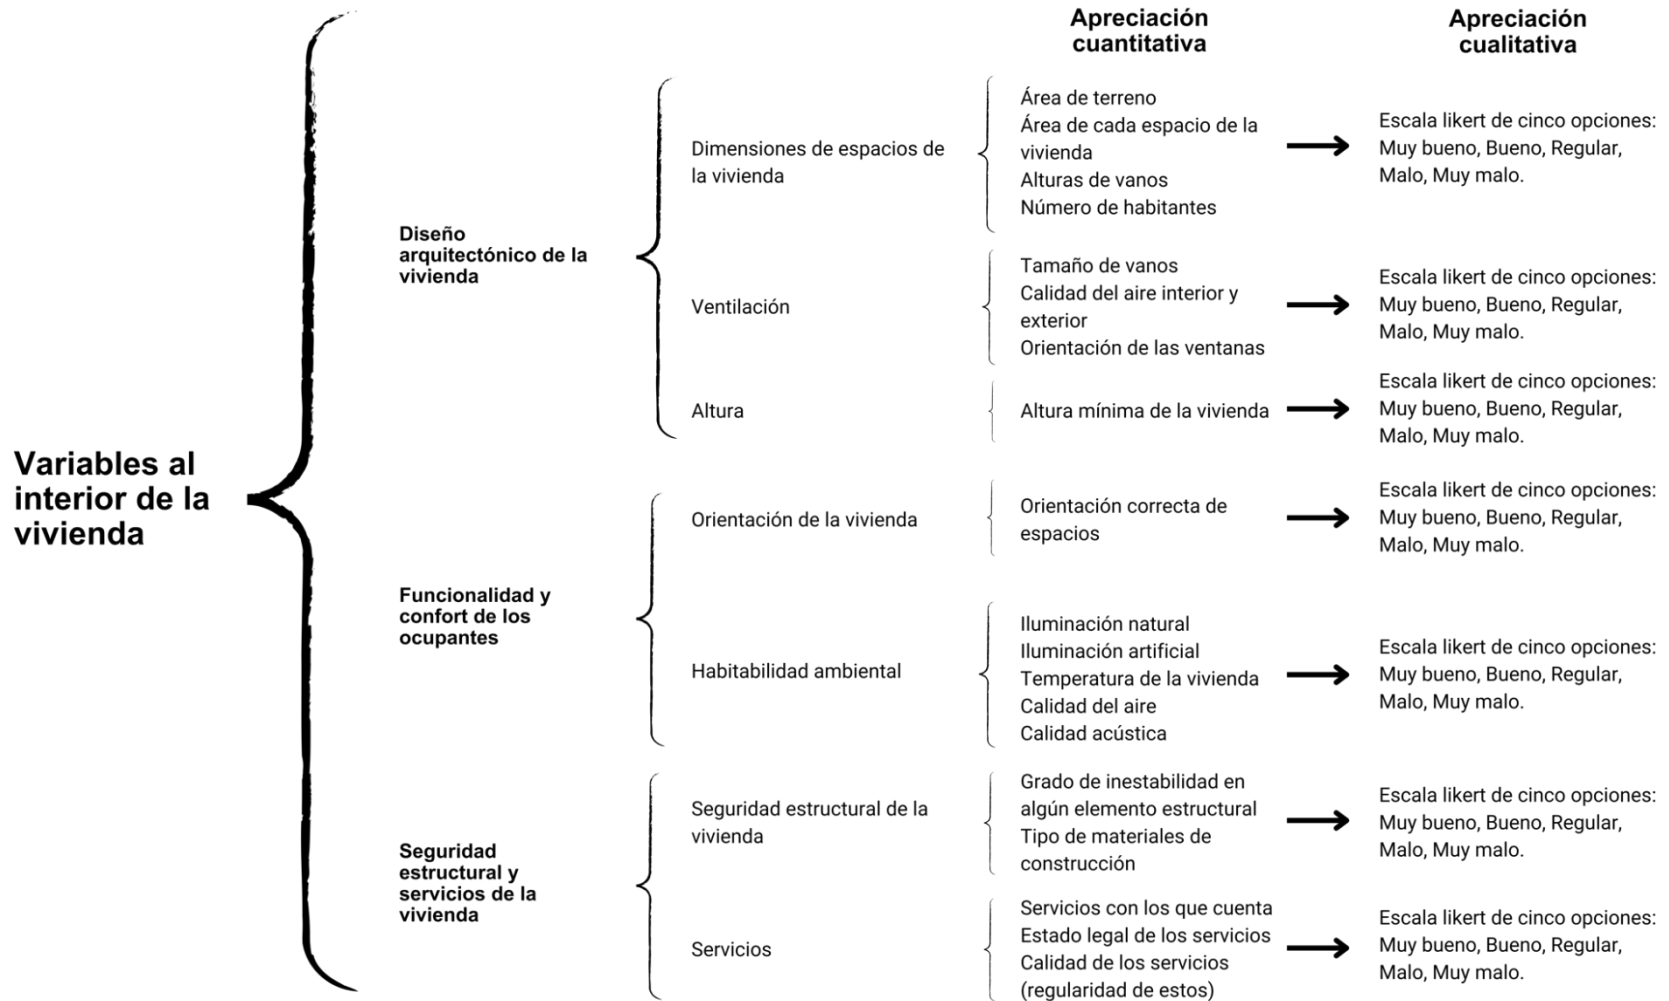 Apreciación
cuantitativa
Apreciación
cualitativa
Variables al
interior de la
vivienda
Diseño
arquitectónico de la
vivienda
Dimensiones de espacios de
la vivienda
Área de terreno
Área de cada espacio de la
vivienda
Alturas de vanos
Número de habitantes
Escala likert de cinco opciones:
Muy bueno, Bueno, Regular,
Malo, Muy malo.
Ventilación
Tamaño de vanos
Calidad del aire interior y
exterior
Orientación de las ventanas
Escala likert de cinco opciones:
Muy bueno, Bueno, Regular,
Malo, Muy malo.
Altura
Altura mínima de la vivienda
Escala likert de cinco opciones:
Muy bueno, Bueno, Regular,
Malo, Muy malo.
Funcionalidad y
confort de los
ocupantes
Orientación de la vivienda
Orientación correcta de
espacios
Escala likert de cinco opciones:
Muy bueno, Bueno, Regular,
Malo, Muy malo.
Habitabilidad ambiental
Iluminación natural
Iluminación artificial
Temperatura de la vivienda
Calidad del aire
Calidad acústica
Escala likert de cinco opciones:
Muy bueno, Bueno, Regular,
Malo, Muy malo.
Seguridad
estructural y
servicios de la
vivienda
Seguridad estructural de la
vivienda
Grado de inestabilidad en
algún elemento estructural
Tipo de materiales de
construcción
Escala likert de cinco opciones:
Muy bueno, Bueno, Regular,
Malo, Muy malo.
Servicios
Servicios con los que cuenta
Estado legal de los servicios
Calidad de los servicios
(regularidad de estos)
Escala likert de cinco opciones:
Muy bueno, Bueno, Regular,
Malo, Muy malo.